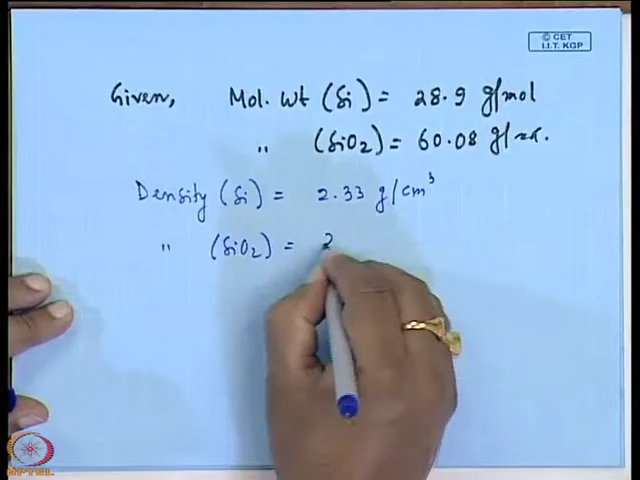 © CET
I.I.T. KGP
Given, Mol. wt (Si) = 28.9 g/mol
" (SiO2) = 60.08 g/
Density (Si) = 2.33 g/cm³
" (SiO2) = 2
NPTEL